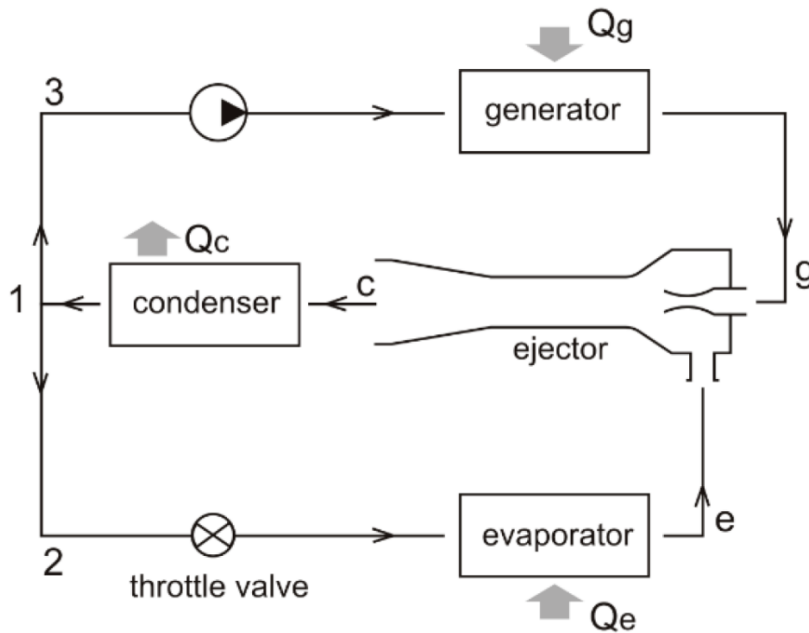 Qg
3
generator
g
Qc
1
condenser
c
ejector
e
evaporator
2
throttle valve
Qe